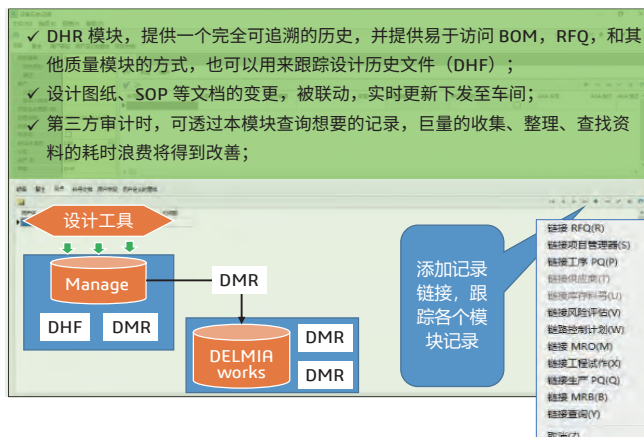 ✓ DHR 模块，提供一个完全可追溯的历史，并提供易于访问 BOM，RFQ，和其
他质量模块的方式，也可以用来跟踪设计历史文件（DHF）；
✓ 设计图纸、SOP 等文档的变更，被联动，实时更新下发至车间；
✓ 第三方审计时，可透过本模块查询想要的记录，巨量的收集、整理、查找资
料的耗时浪费将得到改善；
设计工具
Manage
DHF
DMR
DMR
DELMIA
works
DMR
DMR
添加记录
链接，跟
踪各个模
块记录
链接 RFQ(R)
链接项目管理器(S)
链接工序 PQ(P)
链接供应商(T)
链接库存料号(U)
链接风险评估(V)
链路控制计划(W)
链接 MRO(M)
链接工程试作(X)
链接生产 PQ(Q)
链接 MRB(B)
链接查询(Y)
取消(Z)